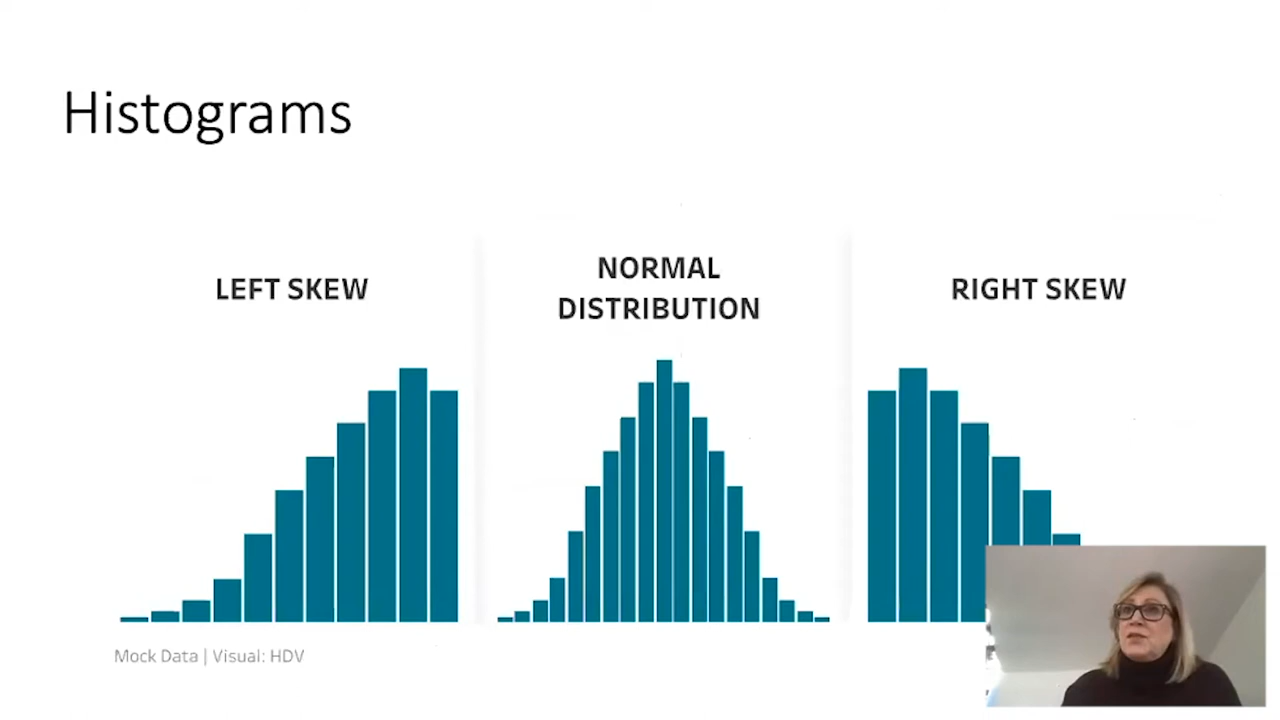 Histograms
LEFT SKEW
NORMAL
DISTRIBUTION
RIGHT SKEW
Mock Data | Visual: HDV